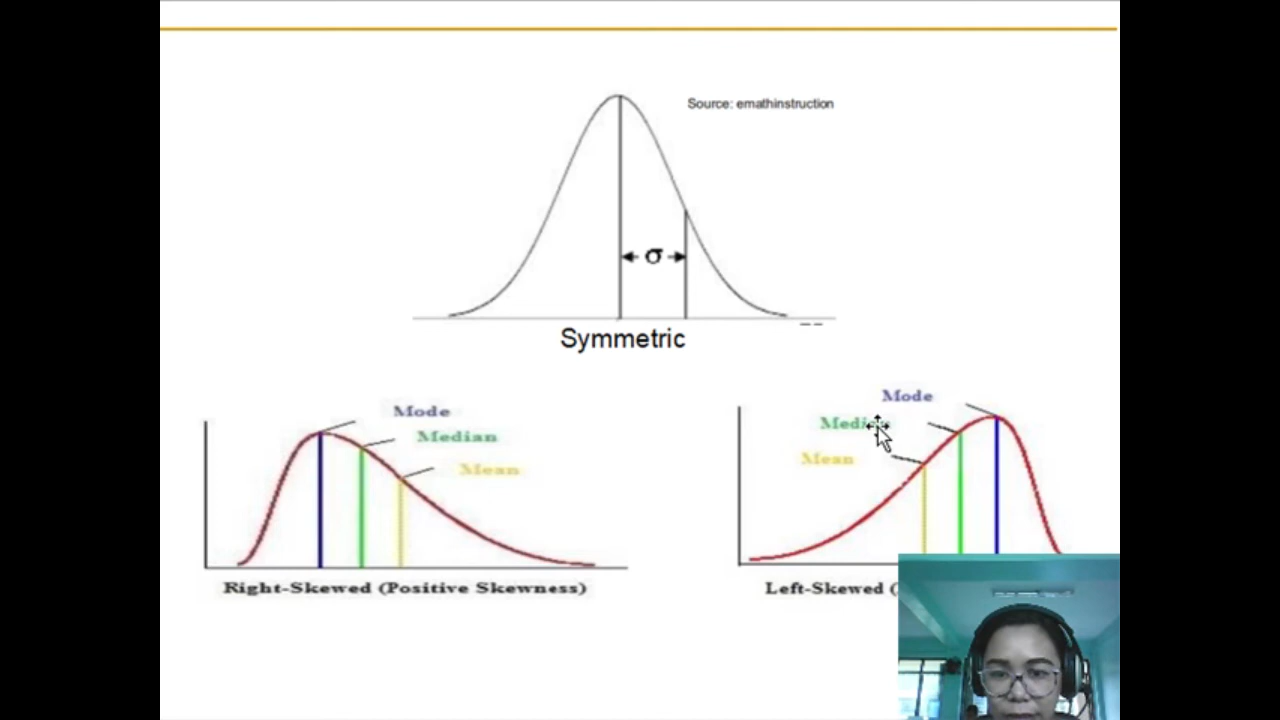 Source: emathinstruction
σ
Symmetric
Mode
Median
Mean
Right-Skewed (Positive Skewness)
Mode
Mean
Left-Skewed (